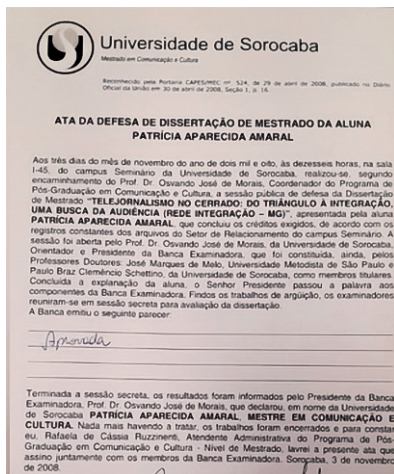 Universidade de Sorocaba
Mestrado em Comunicação e Cultura
Reconhecido pela Portaria CAPES/MEC nº. 524, de 29 de abril de 2008, publicado no Diário
Oficial da União em 30 de abril de 2008, Seção 1, p. 16.
ATA DA DEFESA DE DISSERTAÇÃO DE MESTRADO DA ALUNA
PATRÍCIA APARECIDA AMARAL
Aos três dias do mês de novembro do ano de dois mil e oito, às dezesseis horas, na sala
I-45, do campus Seminário da Universidade de Sorocaba, realizou-se, segundo
encaminhamento do Prof. Dr. Osvando José de Morais, Coordenador do Programa de
Pós-Graduação em Comunicação e Cultura, a sessão pública de defesa da Dissertação
de Mestrado "TELEJORNALISMO NO CERRADO: DO TRIÂNGULO À INTEGRAÇÃO,
UMA BUSCA DA AUDIÊNCIA (REDE INTEGRAÇÃO – MG)", apresentada pela aluna
PATRÍCIA APARECIDA AMARAL, que concluiu os créditos exigidos, de acordo com os
registros constantes dos arquivos do Setor de Relacionamento do campus Seminário. A
sessão foi aberta pelo Prof. Dr. Osvando José de Morais, da Universidade de Sorocaba,
Orientador e Presidente da Banca Examinadora, que foi constituída, ainda, pelos
Professores Doutores: José Marques de Melo, Universidade Metodista de São Paulo e
Paulo Braz Clemêncio Schettino, da Universidade de Sorocaba, como membros titulares.
Concluída a explanação da aluna, o Senhor Presidente passou a palavra aos
componentes da Banca Examinadora. Findos os trabalhos de argüição, os examinadores
reuniram-se em sessão secreta para avaliação da dissertação.
A Banca emitiu o seguinte parecer:
Aprovada
Terminada a sessão secreta, os resultados foram informados pelo Presidente da Banca
Examinadora, Prof. Dr. Osvando José de Morais, que declarou, em nome da Universidade
de Sorocaba PATRÍCIA APARECIDA AMARAL, MESTRE EM COMUNICAÇÃO E
CULTURA. Nada mais havendo a tratar, os trabalhos foram encerrados e para constar
eu, Rafaela de Cássia Ruzzinenti, Atendente Administrativa do Programa de Pós-
Graduação em Comunicação e Cultura - Nível de Mestrado, lavrei a presente ata que
assino juntamente com os membros da Banca Examinadora. Sorocaba, 3 de novembro
de 2008.